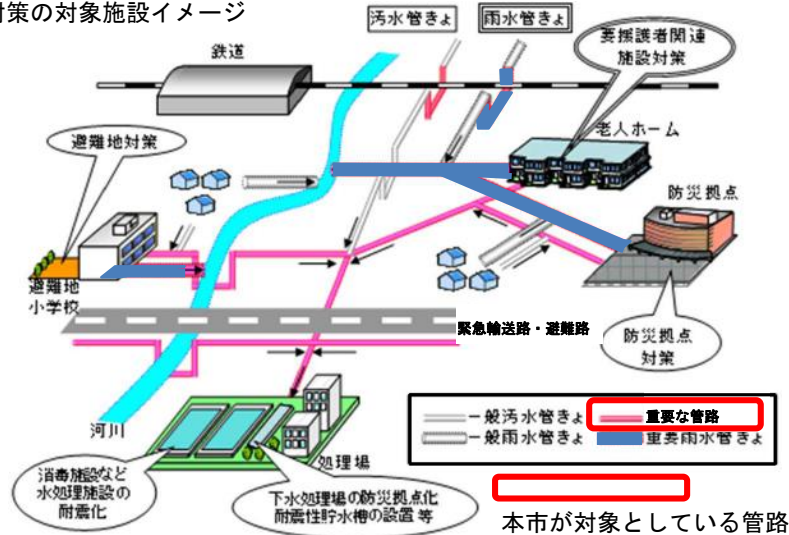 対策の対象施設イメージ
汚水管きょ
雨水管きょ
鉄道
要援護者関連
施設対策
避難地対策
老人ホーム
防災拠点
避難地
小学校
緊急輸送路・避難路
防災拠点
対策
河川
処理場
消毒施設など
水処理施設の
耐震化
下水処理場の防災拠点化
耐震性貯水槽の設置 等
一般汚水管きょ
重要な管路
一般雨水管きょ
重要雨水管きょ
本市が対象としている管路